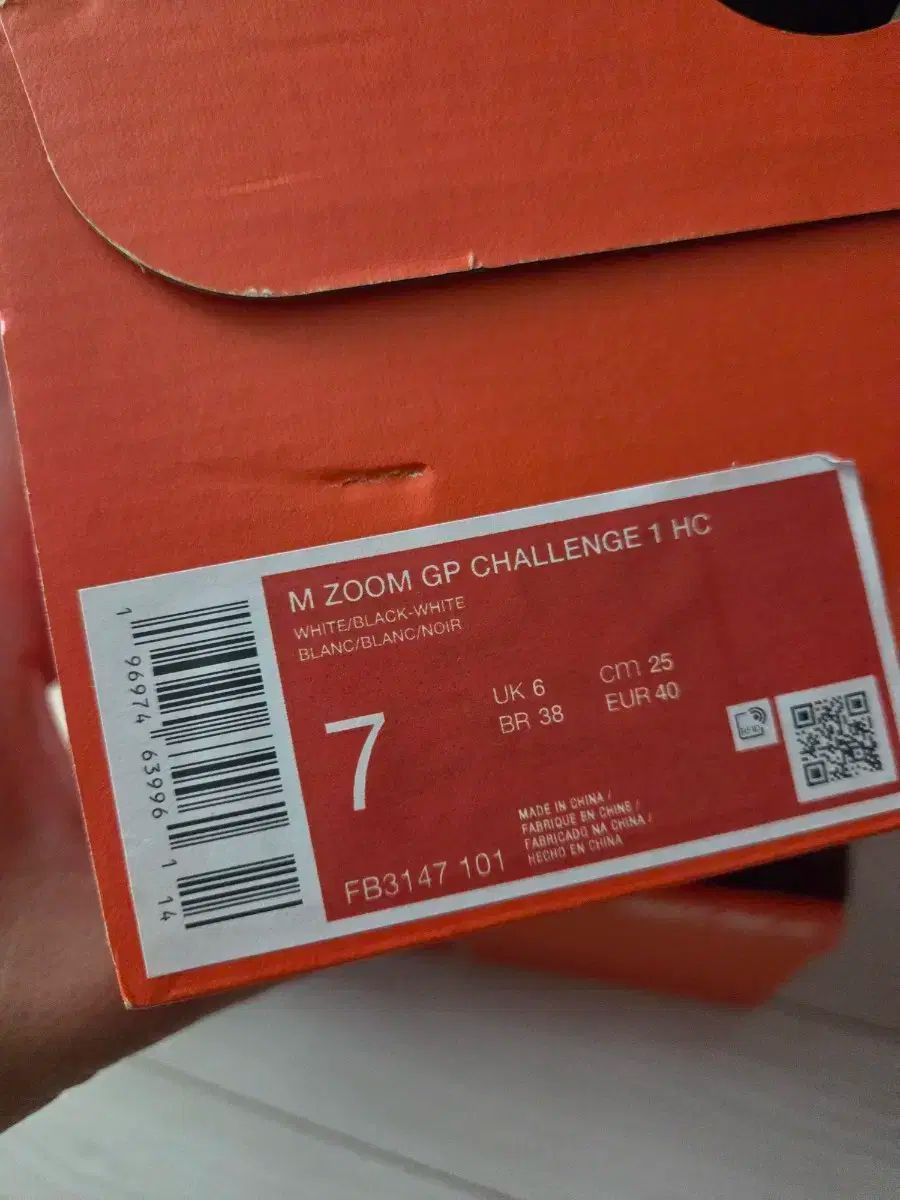 M ZOOM GP CHALLENGE 1 HC
WHITE/BLACK-WHITE
BLANC/BLANC/NOIR
7
UK 6
cm 25
BR 38
EUR 40
MADE IN CHINA /
FABRIQUE EN CHINE /
FABRICADO NA CHINA /
HECHO EN CHINA
FB3147 101
RFID
1 96974 63996 1 14